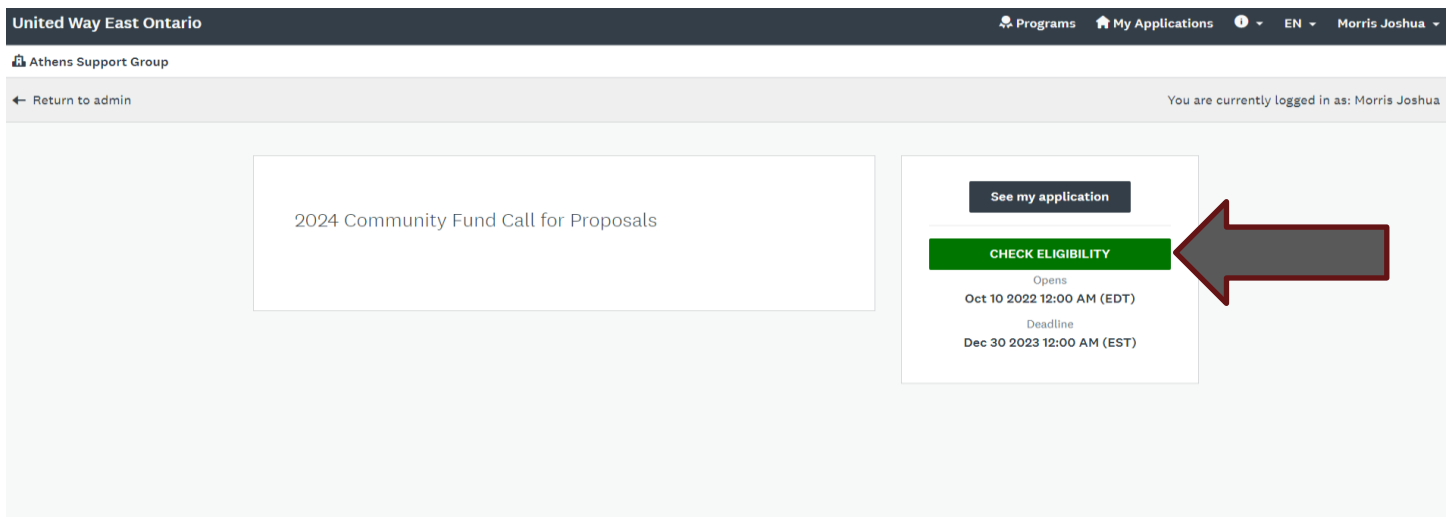 United Way East Ontario
Programs My Applications EN Morris Joshua
Athens Support Group
← Return to admin
You are currently logged in as: Morris Joshua
2024 Community Fund Call for Proposals
See my application
CHECK ELIGIBILITY
Opens
Oct 10 2022 12:00 AM (EDT)
Deadline
Dec 30 2023 12:00 AM (EST)